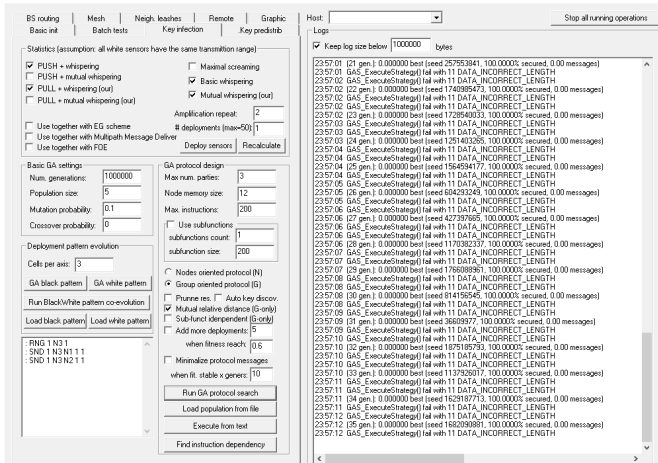 BS routing Mesh Neigh. leashes Remote Graphic
Basic init Batch tests Key infection Key predistrib
Statistics (assumption: all white sensors have the same transmittion range)
PUSH + whispering
PUSH + mutual whispering
PULL + whispering (our)
PULL + mutual whispering (our)
Maximal screaming
Basic whispering
Mutual whispering (our)
Amplification repeat: 2
Use together with EG scheme
# deployments (max=50): 1
Use together with Multipath Message Deliver
Use together with FOE
Deploy sensors Recalculate
Basic GA settings
Num. generations: 1000000
Population size: 5
Mutation probability: 0.1
Crossover probability: 0
Deployment pattern evolution
Cells per axis: 3
GA black pattern GA white pattern
Run BlackWhite pattern co-evolution
Load black pattern Load white pattern
: RNG 1 N3 1
: SND 1 N3 N1 1 1
: SND 1 N3 N2 1 1
GA protocol design
Max num. parties: 3
Node memory size: 12
Max. instructions: 200
Use subfunctions
subfunctions count: 1
subfunction size: 200
Nodes oriented protocol (N)
Group oriented protocol (G)
Prunne res. Auto key discov.
Mutual relative distance (G-only)
Sub-funct idenpendent (G-only)
Add more deployments: 5
when fitness reach: 0.6
Minimalize protocol messages
when fit. stable x geners: 10
Run GA protocol search
Load population from file
Execute from text
Find instruction dependency
Host:
Stop all running operations
Logs
Keep log size below 1000000 bytes
23:57:01 (21 gen.): 0.000000 best (seed 257553841, 100.0000% secured, 0.00 messages)
23:57:02 GAS_ExecuteStrategy() fail with 11 DATA_INCORRECT_LENGTH
23:57:02 GAS_ExecuteStrategy() fail with 11 DATA_INCORRECT_LENGTH
23:57:02 (22 gen.): 0.000000 best (seed 1740985473, 100.0000% secured, 0.00 messages)
23:57:02 GAS_ExecuteStrategy() fail with 11 DATA_INCORRECT_LENGTH
23:57:02 GAS_ExecuteStrategy() fail with 11 DATA_INCORRECT_LENGTH
23:57:02 (23 gen.): 0.000000 best (seed 1728540033, 100.0000% secured, 0.00 messages)
23:57:03 GAS_ExecuteStrategy() fail with 11 DATA_INCORRECT_LENGTH
23:57:03 GAS_ExecuteStrategy() fail with 11 DATA_INCORRECT_LENGTH
23:57:03 (24 gen.): 0.000000 best (seed 1251403265, 100.0000% secured, 0.00 messages)
23:57:04 GAS_ExecuteStrategy() fail with 11 DATA_INCORRECT_LENGTH
23:57:04 (25 gen.): 0.000000 best (seed 1564594177, 100.0000% secured, 0.00 messages)
23:57:04 GAS_ExecuteStrategy() fail with 11 DATA_INCORRECT_LENGTH
23:57:05 GAS_ExecuteStrategy() fail with 11 DATA_INCORRECT_LENGTH
23:57:05 (26 gen.): 0.000000 best (seed 604293249, 100.0000% secured, 0.00 messages)
23:57:05 GAS_ExecuteStrategy() fail with 11 DATA_INCORRECT_LENGTH
23:57:06 GAS_ExecuteStrategy() fail with 11 DATA_INCORRECT_LENGTH
23:57:06 (27 gen.): 0.000000 best (seed 427397665, 100.0000% secured, 0.00 messages)
23:57:06 GAS_ExecuteStrategy() fail with 11 DATA_INCORRECT_LENGTH
23:57:06 GAS_ExecuteStrategy() fail with 11 DATA_INCORRECT_LENGTH
23:57:06 (28 gen.): 0.000000 best (seed 1170382337, 100.0000% secured, 0.00 messages)
23:57:07 GAS_ExecuteStrategy() fail with 11 DATA_INCORRECT_LENGTH
23:57:07 GAS_ExecuteStrategy() fail with 11 DATA_INCORRECT_LENGTH
23:57:07 (29 gen.): 0.000000 best (seed 1766088961, 100.0000% secured, 0.00 messages)
23:57:08 GAS_ExecuteStrategy() fail with 11 DATA_INCORRECT_LENGTH
23:57:08 GAS_ExecuteStrategy() fail with 11 DATA_INCORRECT_LENGTH
23:57:08 (30 gen.): 0.000000 best (seed 814156545, 100.0000% secured, 0.00 messages)
23:57:08 GAS_ExecuteStrategy() fail with 11 DATA_INCORRECT_LENGTH
23:57:09 GAS_ExecuteStrategy() fail with 11 DATA_INCORRECT_LENGTH
23:57:09 (31 gen.): 0.000000 best (seed 36609977, 100.0000% secured, 0.00 messages)
23:57:09 GAS_ExecuteStrategy() fail with 11 DATA_INCORRECT_LENGTH
23:57:10 GAS_ExecuteStrategy() fail with 11 DATA_INCORRECT_LENGTH
23:57:10 (32 gen.): 0.000000 best (seed 1875185793, 100.0000% secured, 0.00 messages)
23:57:10 GAS_ExecuteStrategy() fail with 11 DATA_INCORRECT_LENGTH
23:57:10 GAS_ExecuteStrategy() fail with 11 DATA_INCORRECT_LENGTH
23:57:10 (33 gen.): 0.000000 best (seed 1137926017, 100.0000% secured, 0.00 messages)
23:57:11 GAS_ExecuteStrategy() fail with 11 DATA_INCORRECT_LENGTH
23:57:11 GAS_ExecuteStrategy() fail with 11 DATA_INCORRECT_LENGTH
23:57:11 (34 gen.): 0.000000 best (seed 1629187713, 100.0000% secured, 0.00 messages)
23:57:11 GAS_ExecuteStrategy() fail with 11 DATA_INCORRECT_LENGTH
23:57:12 GAS_ExecuteStrategy() fail with 11 DATA_INCORRECT_LENGTH
23:57:12 (35 gen.): 0.000000 best (seed 1682090881, 100.0000% secured, 0.00 messages)